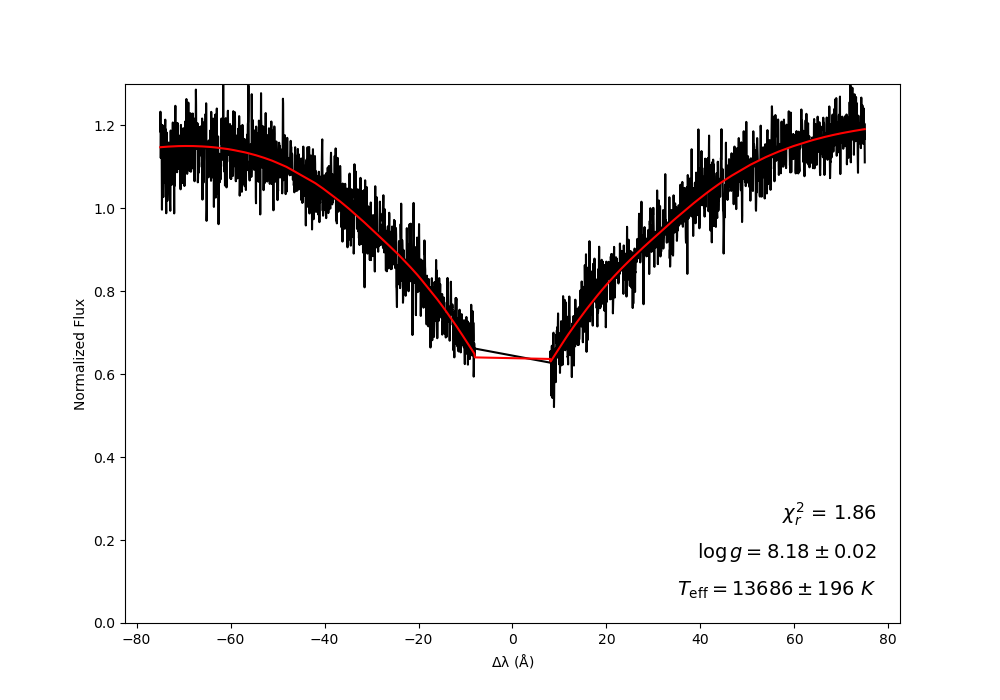 1.2
1.0
0.8
0.6
0.4
0.2
0.0
Normalized Flux
χ²ᵣ = 1.86
log g = 8.18 ± 0.02
T_eff = 13686 ± 196 K
−80 −60 −40 −20 0 20 40 60 80
Δλ (Å)